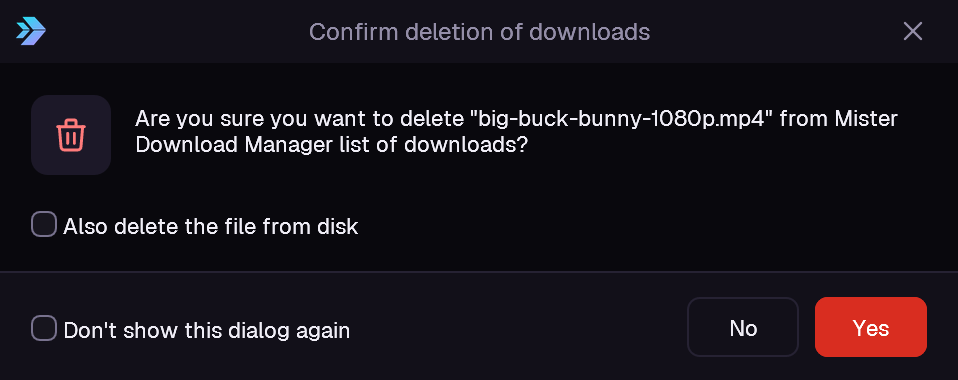 Confirm deletion of downloads
Are you sure you want to delete "big-buck-bunny-1080p.mp4" from Mister
Download Manager list of downloads?
Also delete the file from disk
Don't show this dialog again
No
Yes